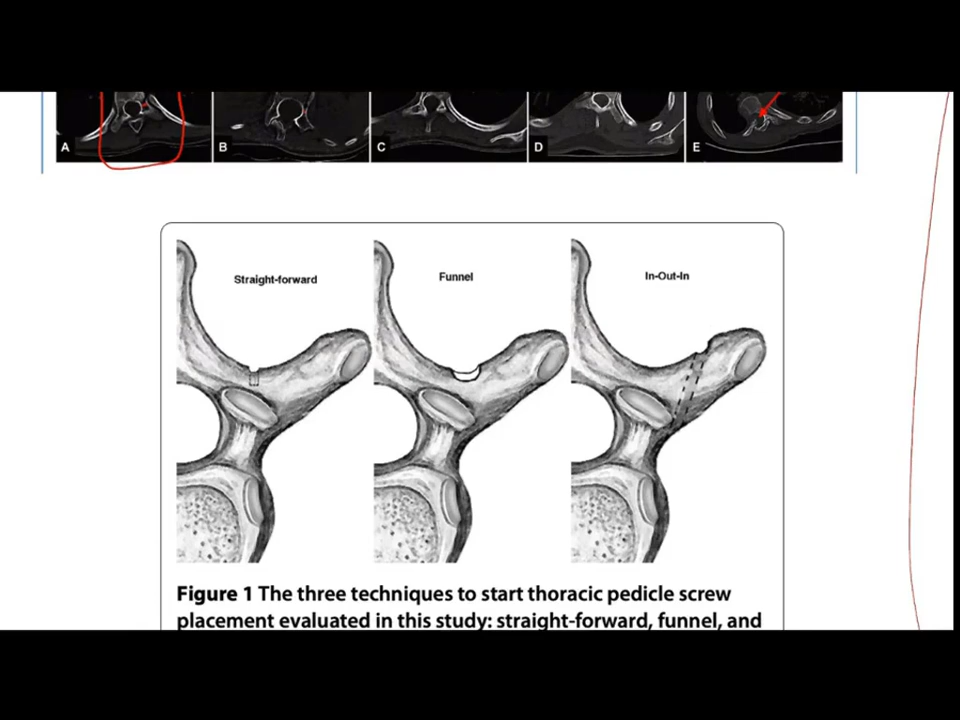 A B C D E
Straight-forward Funnel In-Out-In
Figure 1 The three techniques to start thoracic pedicle screw
placement evaluated in this study: straight-forward, funnel, and